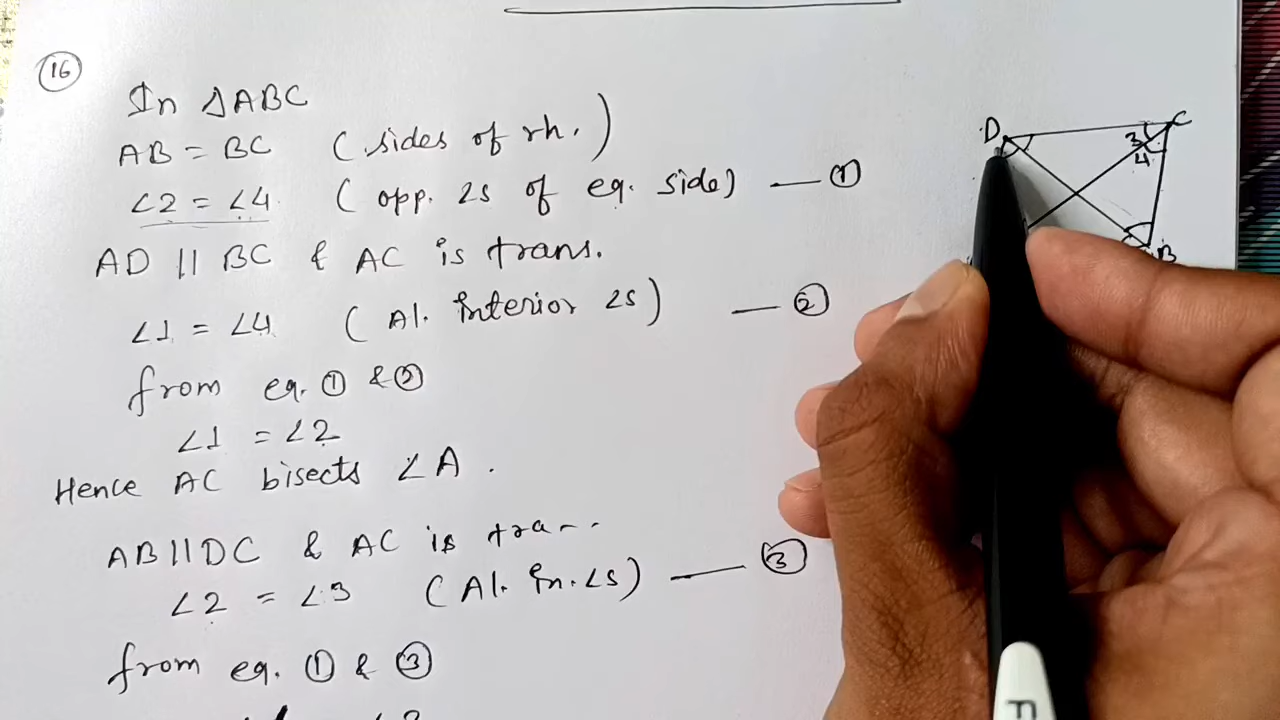 16
In △ABC
AB = BC ( sides of rh. )
∠2 = ∠4 ( opp. ∠s of eq. side) — ①
AD || BC & AC is trans.
∠1 = ∠4 ( Al. interior ∠s ) — ②
from eq. ① & ②
∠1 = ∠2
Hence AC bisects ∠A .
AB || DC & AC is tra- -
∠2 = ∠3 ( Al. in. ∠s ) — ③
from eq. ① & ③
D
C
3
4
B
F